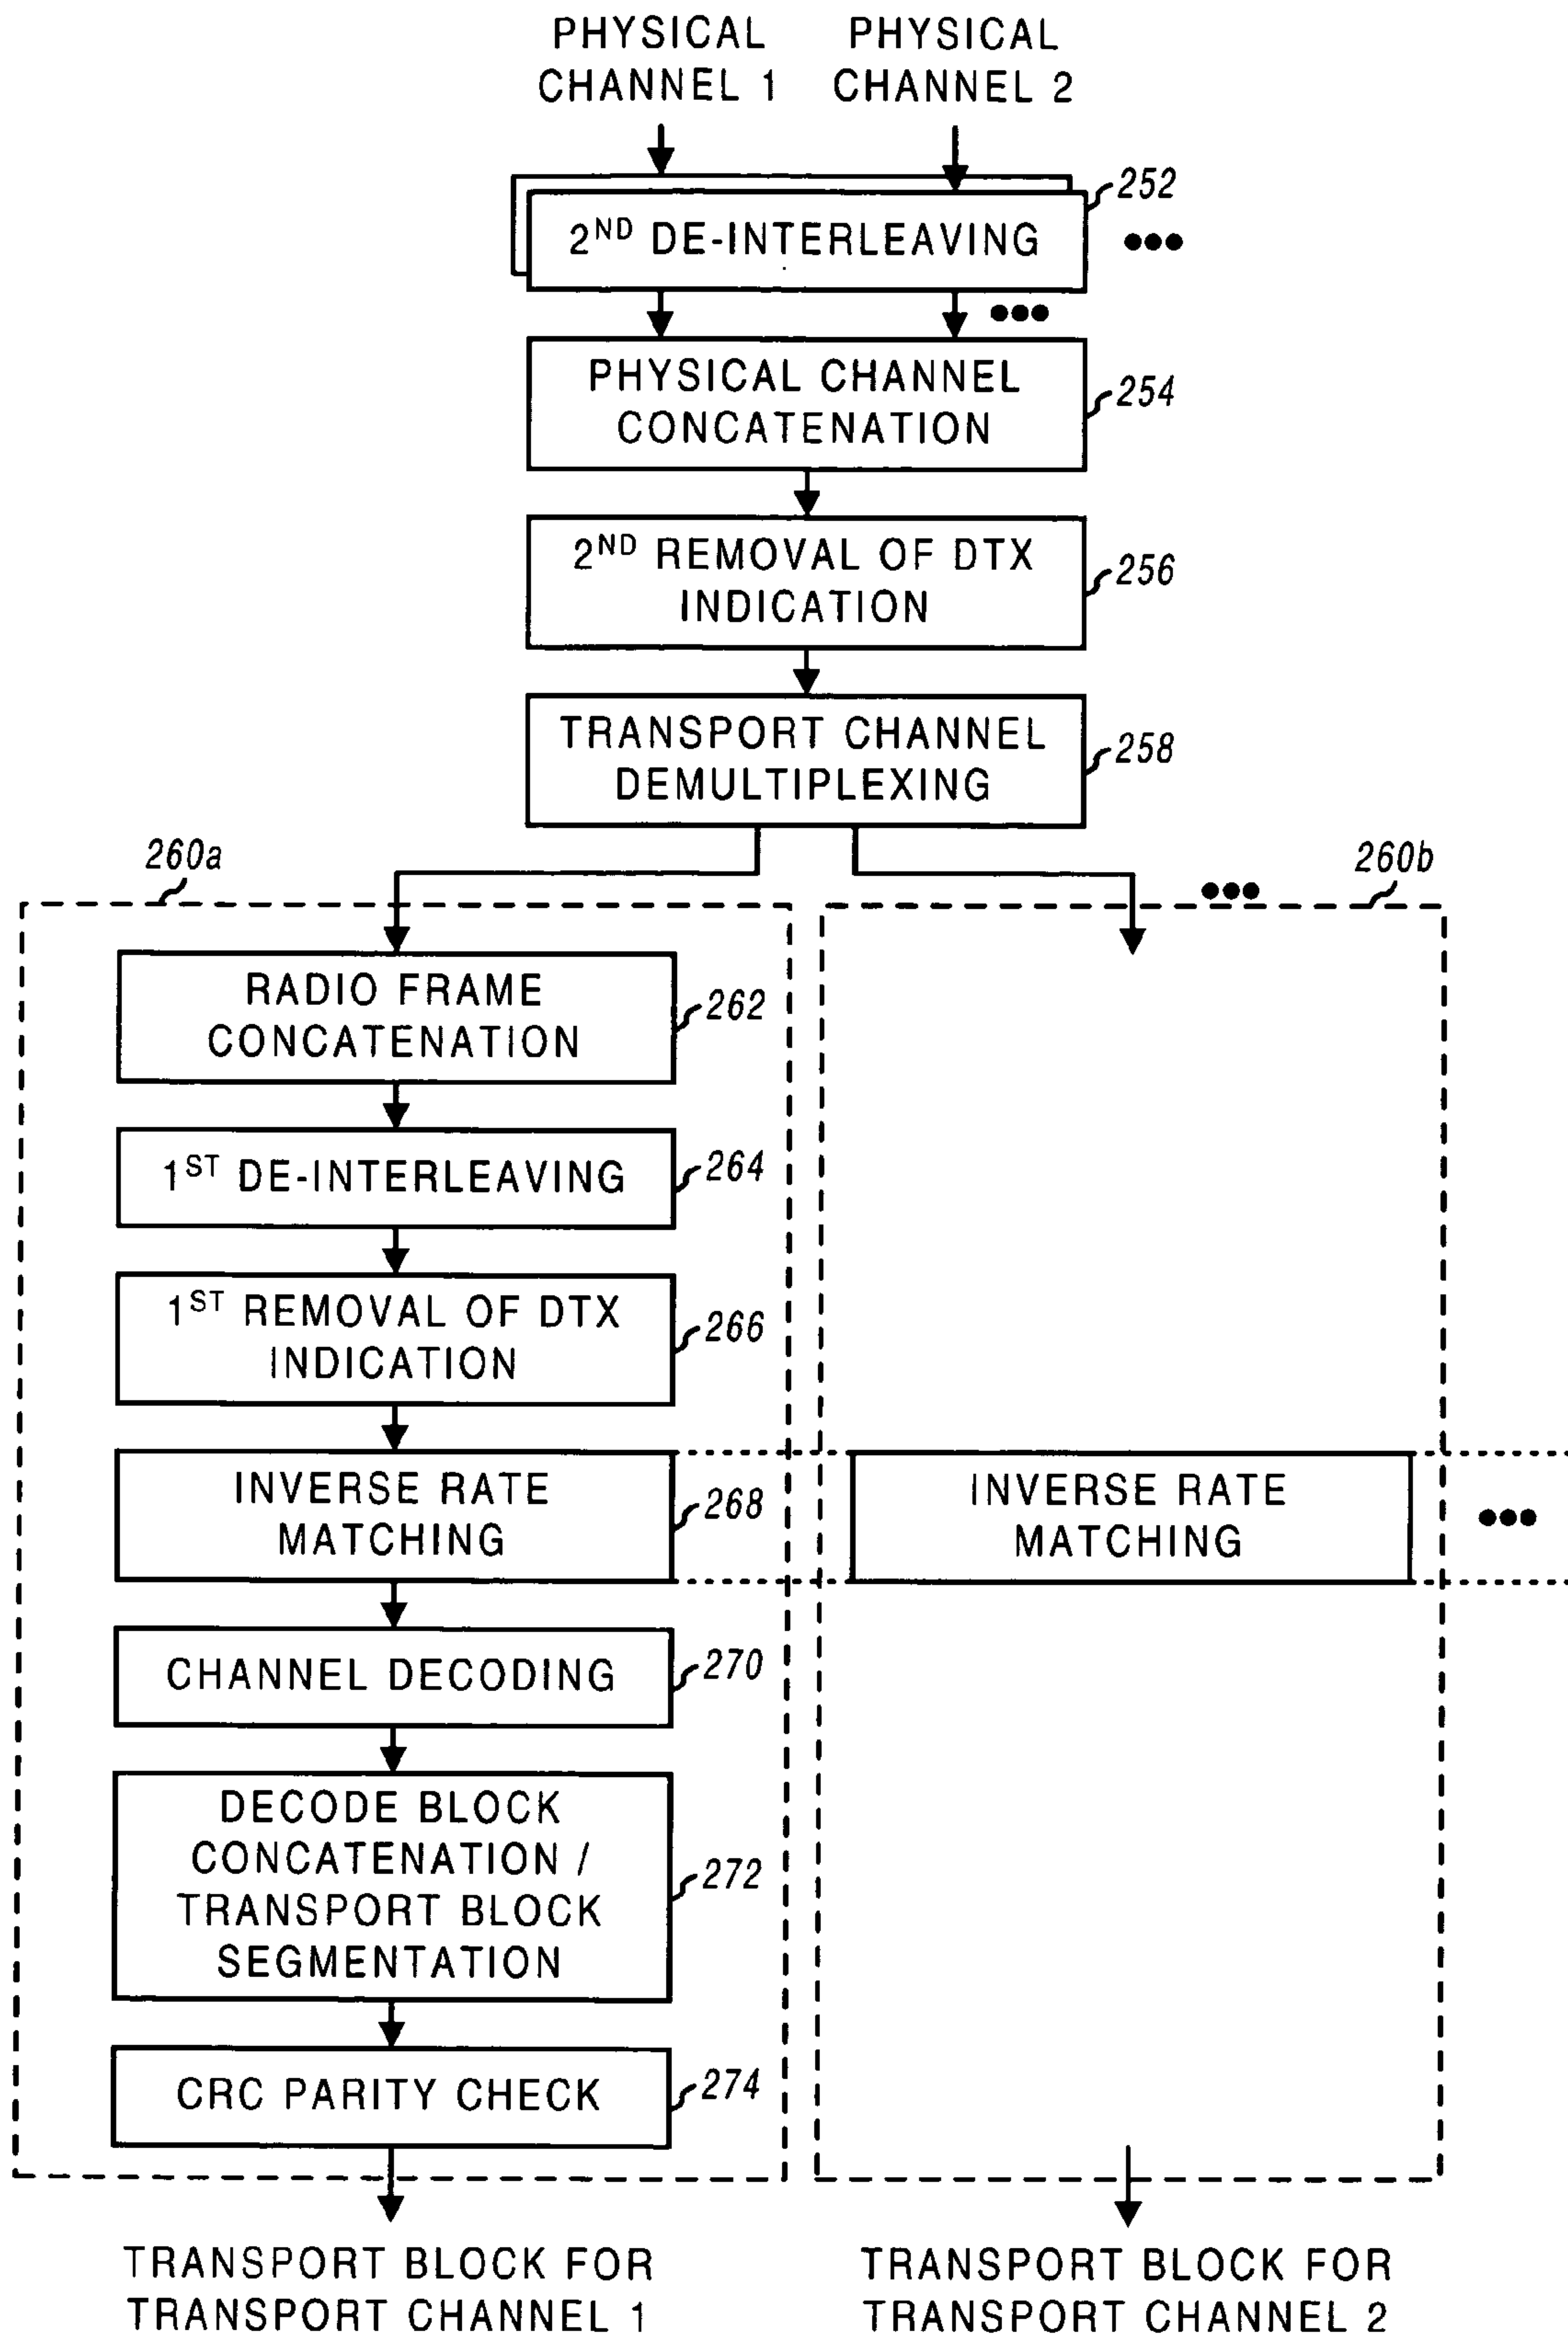 PHYSICAL
CHANNEL 1
PHYSICAL
CHANNEL 2
252
2ND DE-INTERLEAVING
PHYSICAL CHANNEL
CONCATENATION
254
2ND REMOVAL OF DTX
INDICATION
256
TRANSPORT CHANNEL
DEMULTIPLEXING
258
260a
260b
RADIO FRAME
CONCATENATION
262
1ST DE-INTERLEAVING
264
1ST REMOVAL OF DTX
INDICATION
266
INVERSE RATE
MATCHING
268
INVERSE RATE
MATCHING
CHANNEL DECODING
270
DECODE BLOCK
CONCATENATION /
TRANSPORT BLOCK
SEGMENTATION
272
CRC PARITY CHECK
274
TRANSPORT BLOCK FOR
TRANSPORT CHANNEL 1
TRANSPORT BLOCK FOR
TRANSPORT CHANNEL 2